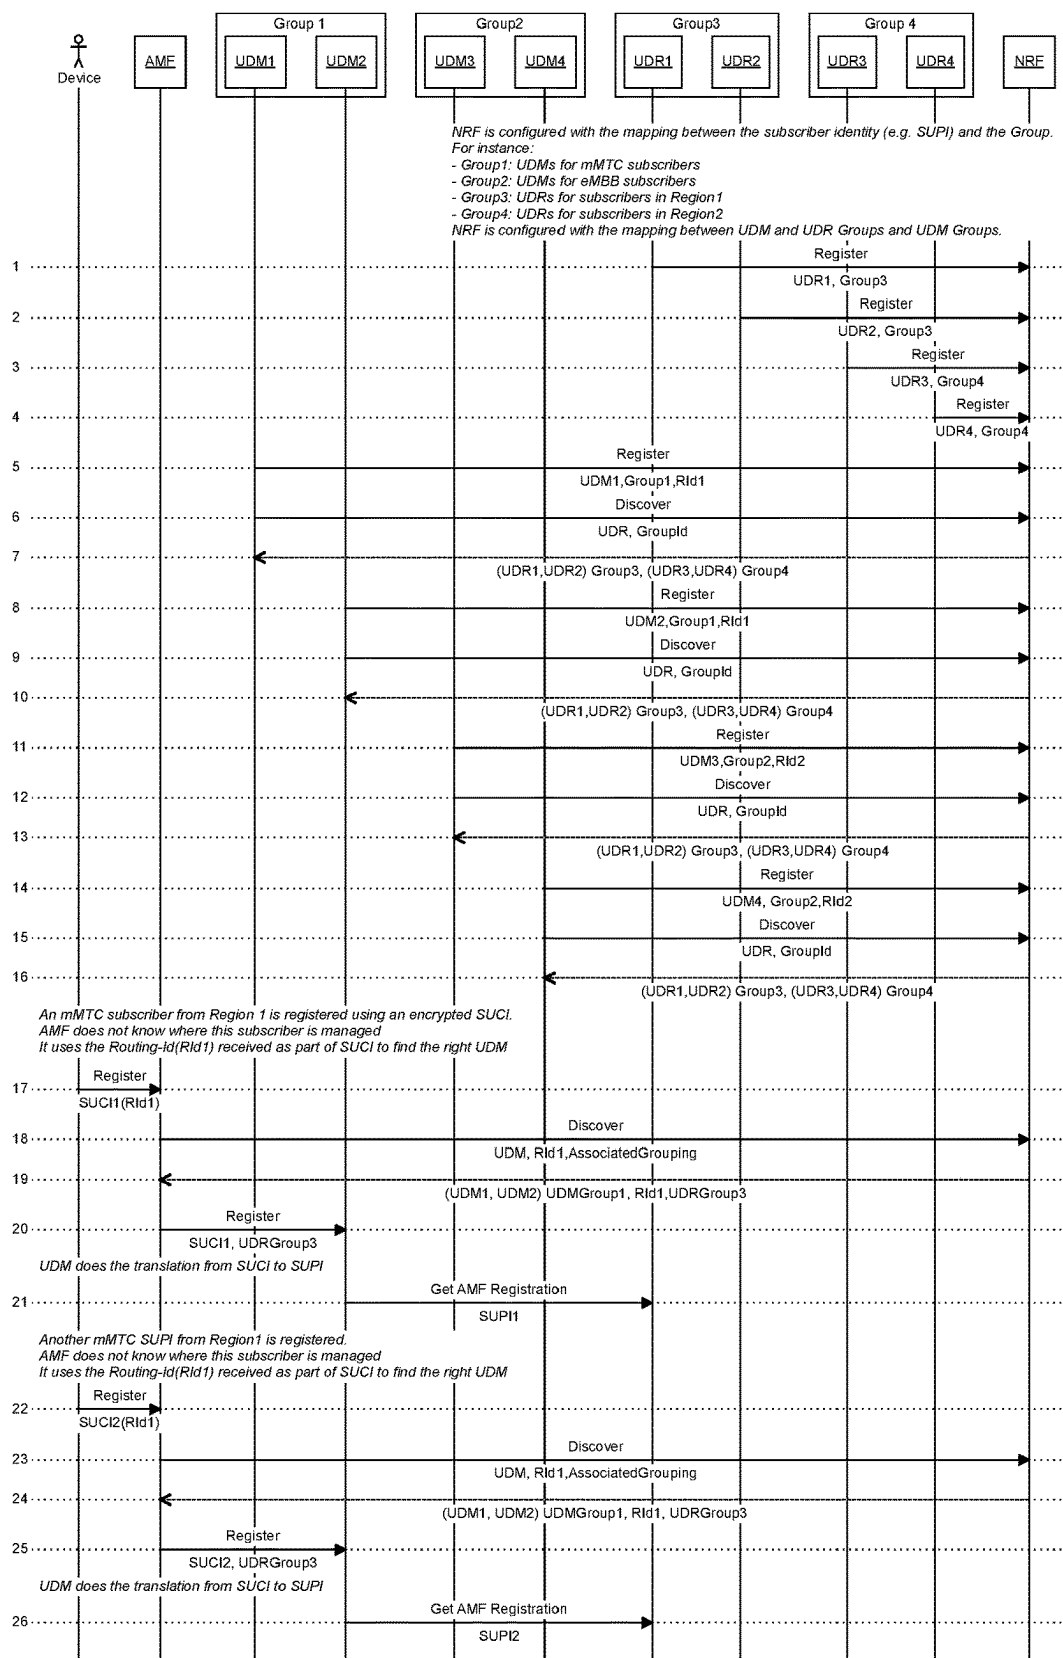 Group 1
Group2
Group3
Group 4
Device
AMF
UDM1
UDM2
UDM3
UDM4
UDR1
UDR2
UDR3
UDR4
NRF
NRF is configured with the mapping between the subscriber identity (e.g. SUPI) and the Group.
For instance:
- Group1: UDMs for mMTC subscribers
- Group2: UDMs for eMBB subscribers
- Group3: UDRs for subscribers in Region1
- Group4: UDRs for subscribers in Region2
NRF is configured with the mapping between UDM and UDR Groups and UDM Groups.
1
Register
UDR1, Group3
2
Register
UDR2, Group3
3
Register
UDR3, Group4
4
Register
UDR4, Group4
5
Register
UDM1,Group1,RId1
6
Discover
UDR, GroupId
7
(UDR1,UDR2) Group3, (UDR3,UDR4) Group4
8
Register
UDM2,Group1,RId1
9
Discover
UDR, GroupId
10
(UDR1,UDR2) Group3, (UDR3,UDR4) Group4
11
Register
UDM3,Group2,RId2
12
Discover
UDR, GroupId
13
(UDR1,UDR2) Group3, (UDR3,UDR4) Group4
14
Register
UDM4, Group2,RId2
15
Discover
UDR, GroupId
16
(UDR1,UDR2) Group3, (UDR3,UDR4) Group4
An mMTC subscriber from Region 1 is registered using an encrypted SUCI.
AMF does not know where this subscriber is managed
It uses the Routing-Id(RId1) received as part of SUCI to find the right UDM
17
Register
SUCI1(RId1)
18
Discover
UDM, RId1,AssociatedGrouping
19
(UDM1, UDM2) UDMGroup1, RId1,UDRGroup3
20
Register
SUCI1, UDRGroup3
UDM does the translation from SUCI to SUPI
21
Get AMF Registration
SUPI1
Another mMTC SUPI from Region1 is registered.
AMF does not know where this subscriber is managed
It uses the Routing-Id(RId1) received as part of SUCI to find the right UDM
22
Register
SUCI2(RId1)
23
Discover
UDM, RId1,AssociatedGrouping
24
(UDM1, UDM2) UDMGroup1, RId1, UDRGroup3
25
Register
SUCI2, UDRGroup3
UDM does the translation from SUCI to SUPI
26
Get AMF Registration
SUPI2